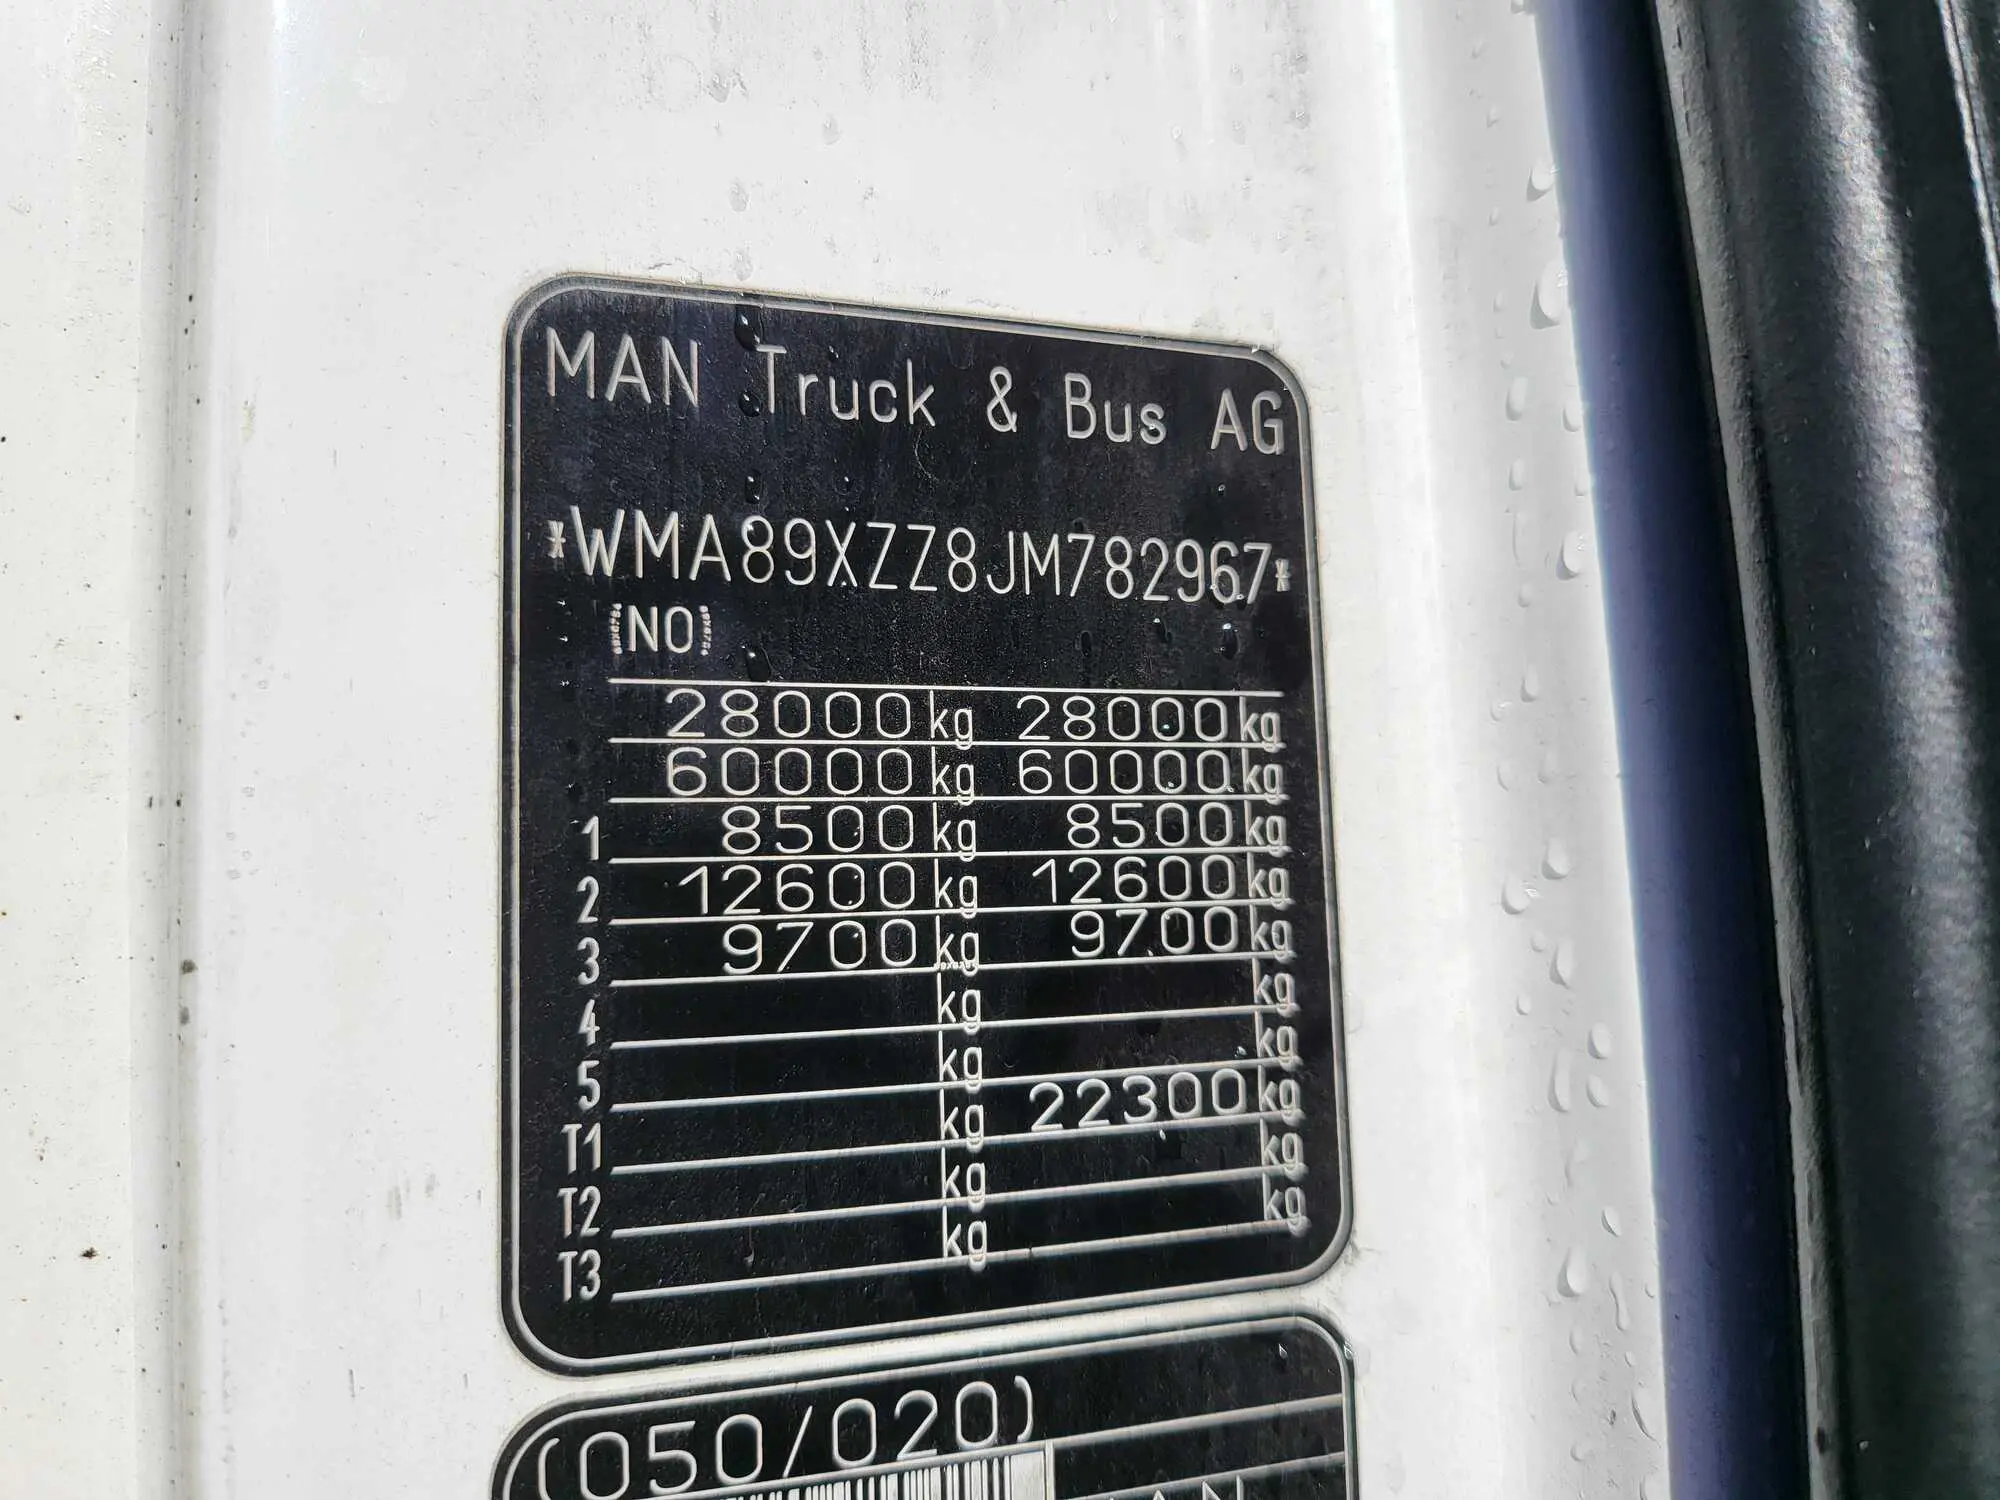 MAN Truck & Bus AG
*WMA89XZZ8JM782967*
NO
28000 kg 28000 kg
60000 kg 60000 kg
1 8500 kg 8500 kg
2 12600 kg 12600 kg
3 9700 kg 9700 kg
4 kg kg
5 kg kg
T1 kg 22300 kg
T2 kg kg
T3 kg kg
(050/020)